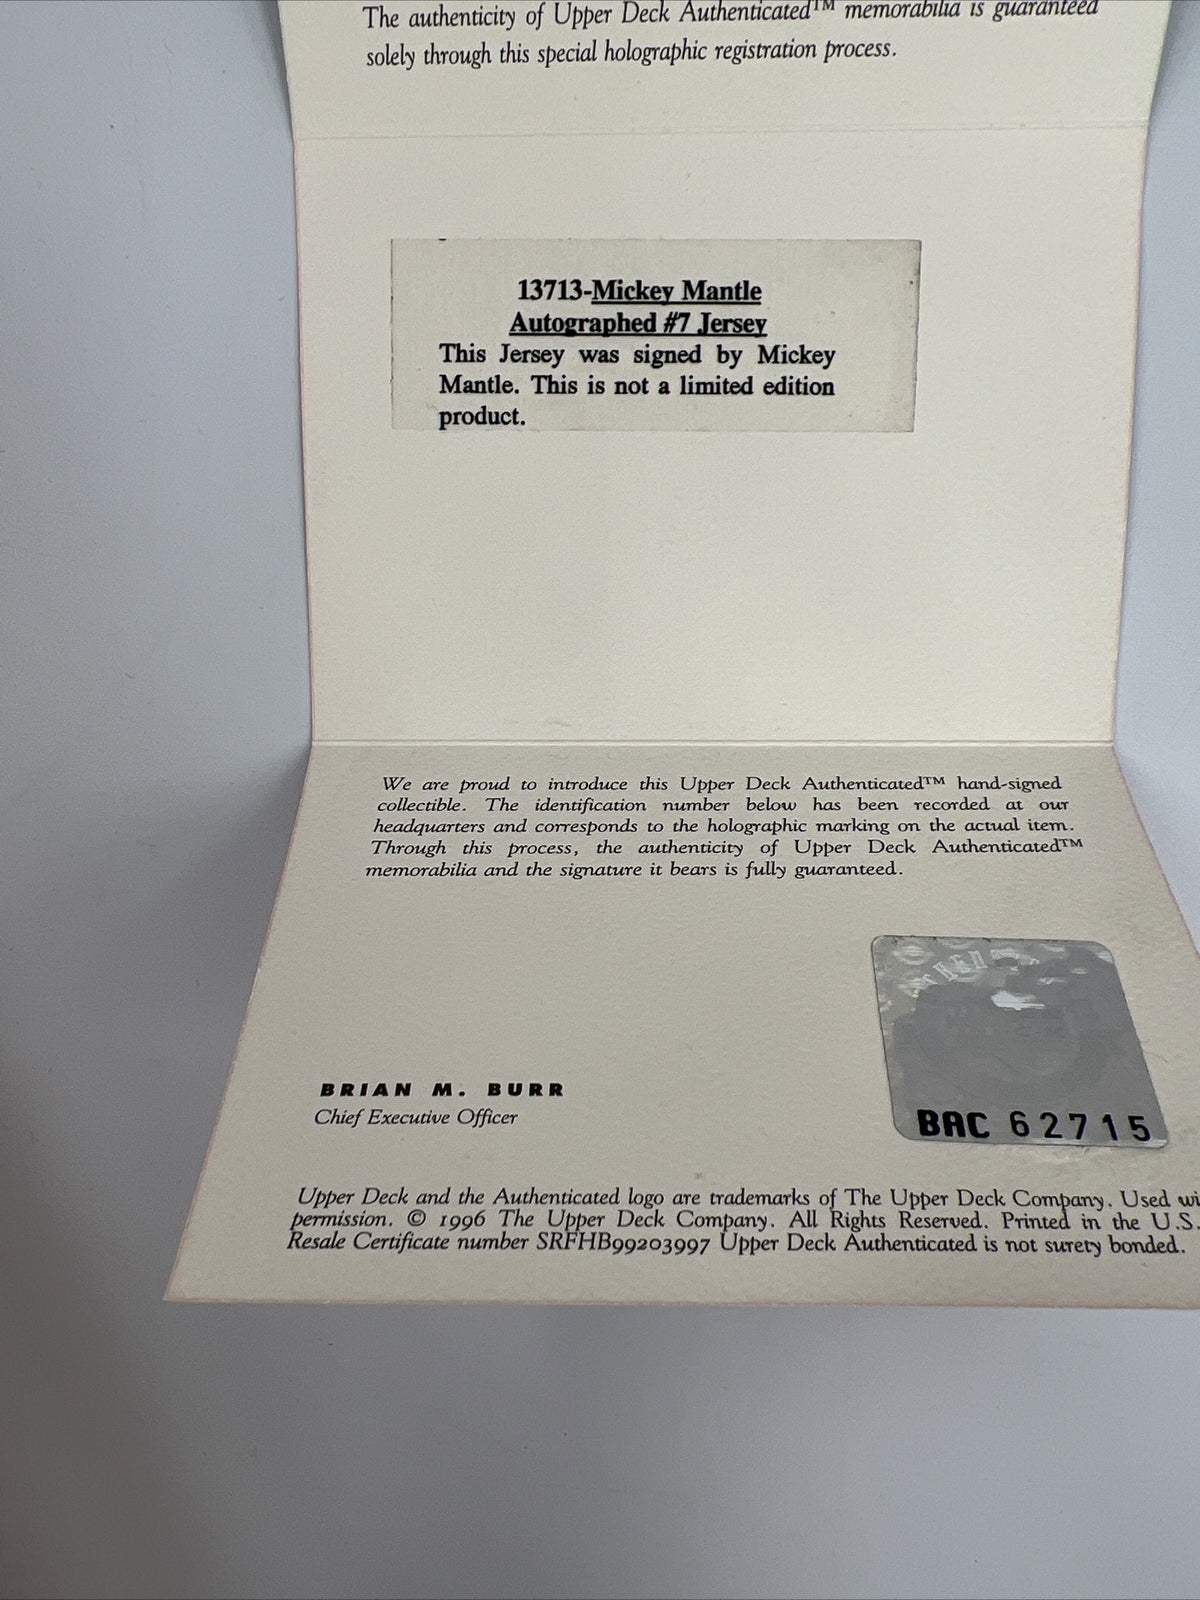 The authenticity of Upper Deck Authenticated™ memorabilia is guaranteed
solely through this special holographic registration process.
13713-Mickey Mantle
Autographed #7 Jersey
This Jersey was signed by Mickey
Mantle. This is not a limited edition
product.
We are proud to introduce this Upper Deck Authenticated™ hand-signed
collectible. The identification number below has been recorded at our
headquarters and corresponds to the holographic marking on the actual item.
Through this process, the authenticity of Upper Deck Authenticated™
memorabilia and the signature it bears is fully guaranteed.
BAC 62715
BRIAN M. BURR
Chief Executive Officer
Upper Deck and the Authenticated logo are trademarks of The Upper Deck Company. Used wi
permission. © 1996 The Upper Deck Company. All Rights Reserved. Printed in the U.S.
Resale Certificate number SRFHB99203997 Upper Deck Authenticated is not surety bonded.